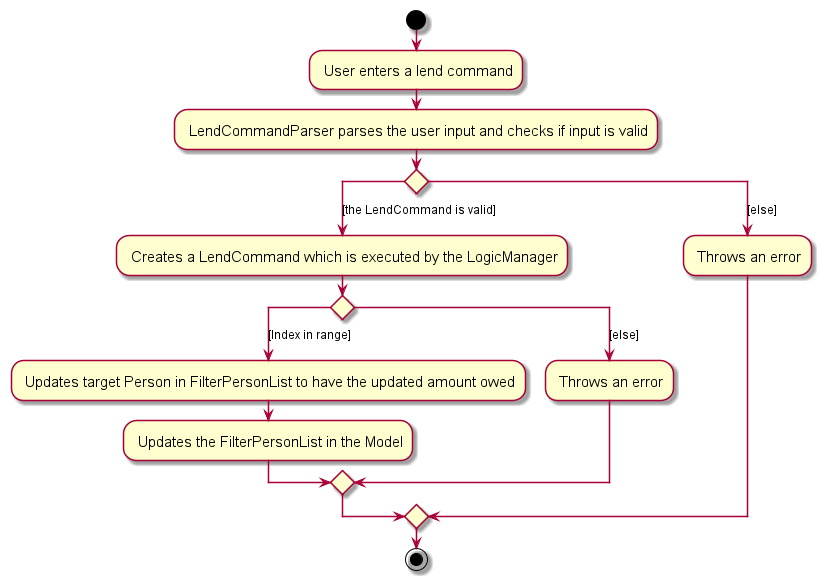 User enters a lend command
LendCommandParser parses the user input and checks if input is valid
[the LendCommand is valid]
[else]
Creates a LendCommand which is executed by the LogicManager
Throws an error
[Index in range]
[else]
Updates target Person in FilterPersonList to have the updated amount owed
Throws an error
Updates the FilterPersonList in the Model